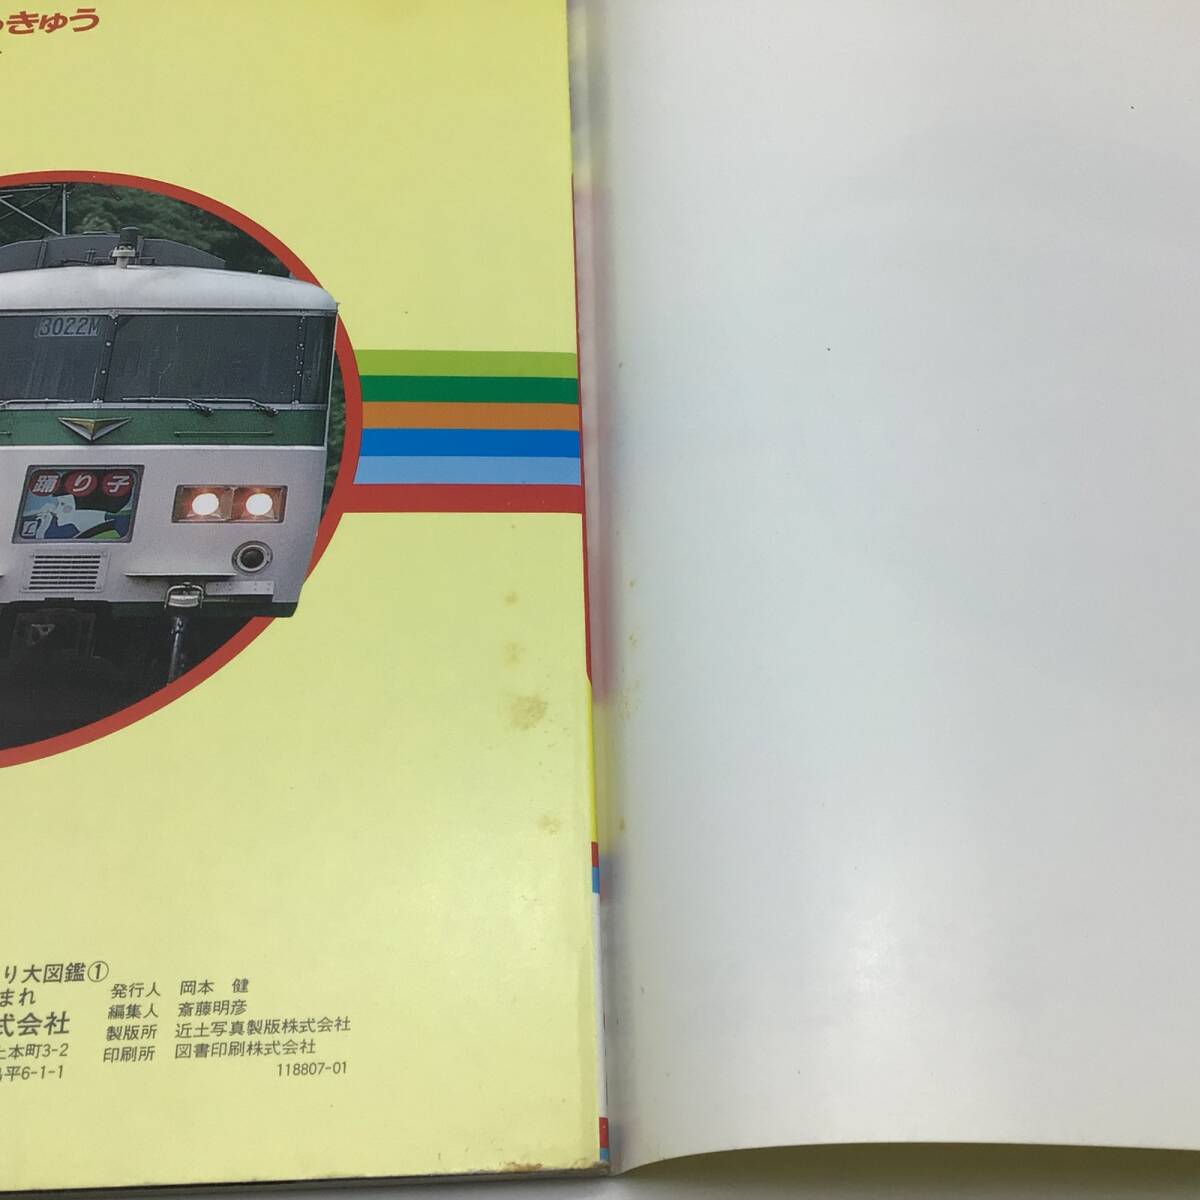 っきゅう
3022M
踊り子
り大図鑑①
まれ
式会社
本町3-2
平6-1-1
発行人 岡本 健
編集人 斎藤明彦
製版所 近土写真製版株式会社
印刷所 図書印刷株式会社
118807-01